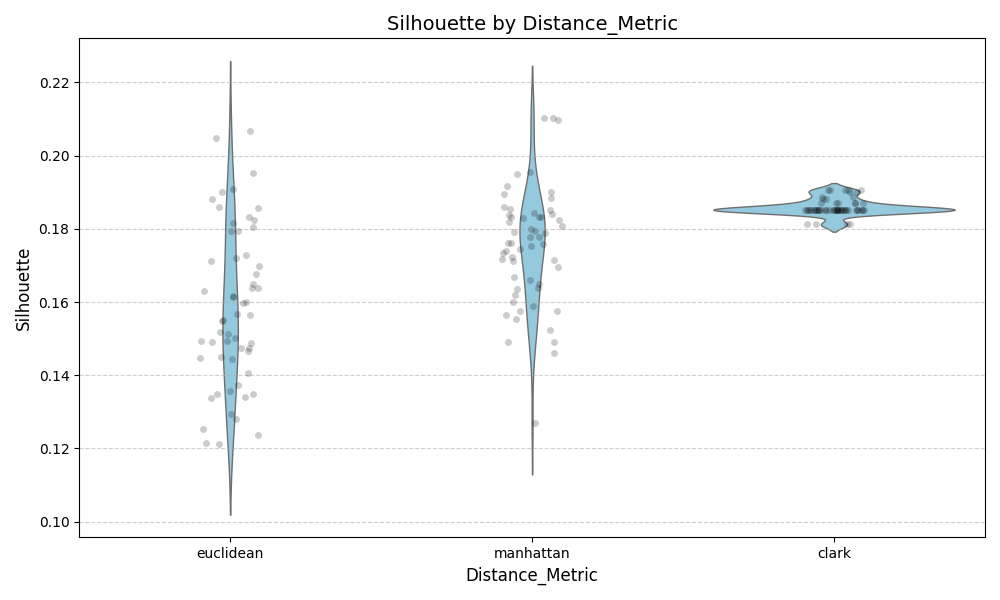 Silhouette by Distance_Metric
Silhouette
0.22
0.20
0.18
0.16
0.14
0.12
0.10
euclidean
manhattan
clark
Distance_Metric